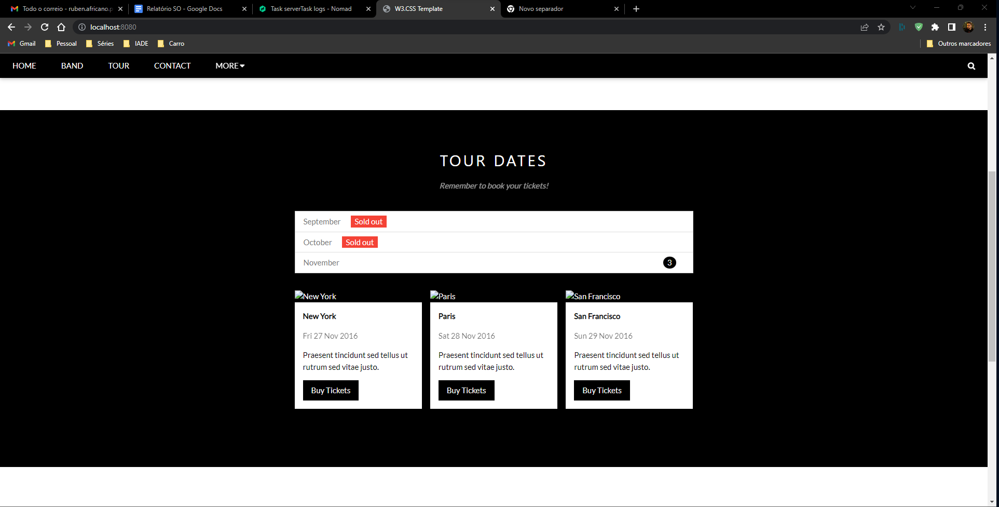 Todo o correio - ruben.africano.p
Relatório SO - Google Docs
Task serverTask logs - Nomad
W3.CSS Template
Novo separador
localhost:8080
Gmail
Pessoal
Séries
IADE
Carro
Outros marcadores
HOME
BAND
TOUR
CONTACT
MORE
TOUR DATES
Remember to book your tickets!
September Sold out
October Sold out
November 3
New York
Paris
San Francisco
New York
Fri 27 Nov 2016
Praesent tincidunt sed tellus ut
rutrum sed vitae justo.
Buy Tickets
Paris
Sat 28 Nov 2016
Praesent tincidunt sed tellus ut
rutrum sed vitae justo.
Buy Tickets
San Francisco
Sun 29 Nov 2016
Praesent tincidunt sed tellus ut
rutrum sed vitae justo.
Buy Tickets